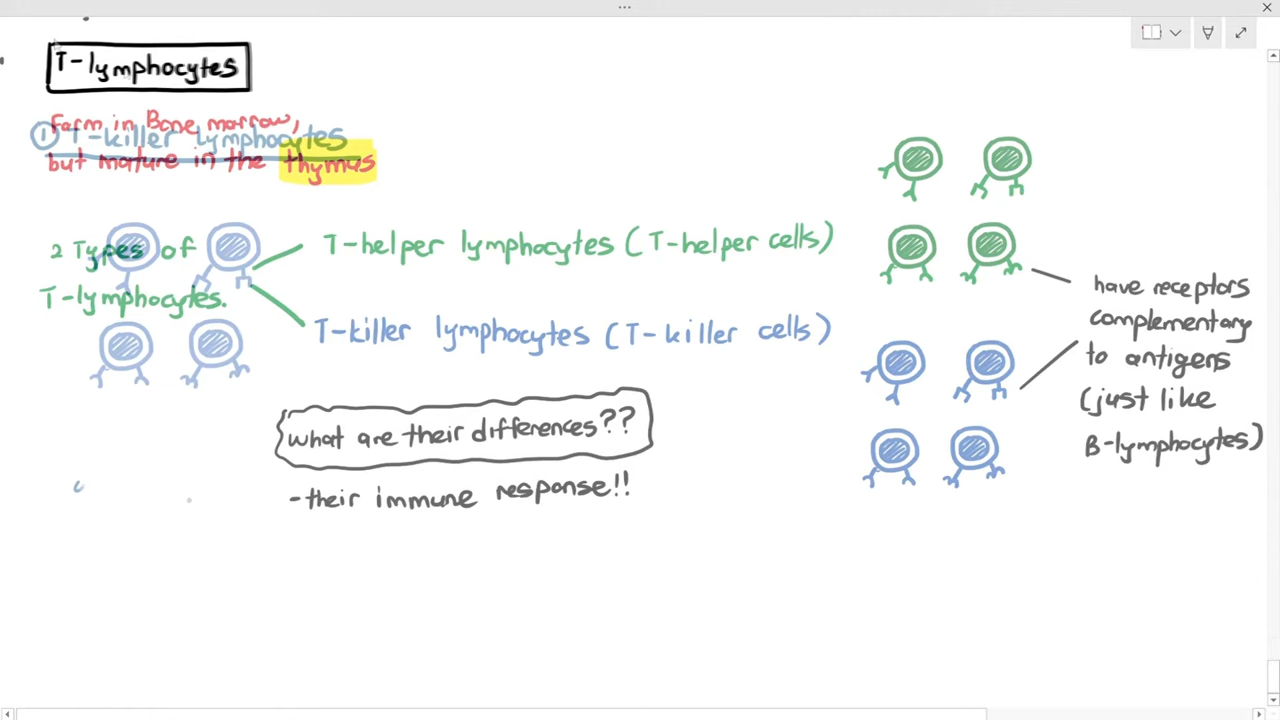 T-lymphocytes
Form in Bone marrow,
① T-killer lymphocytes
but mature in the thymus
2 Types of
T-lymphocytes.
T-helper lymphocytes (T-helper cells)
T-killer lymphocytes (T-killer cells)
have receptors
complementary
to antigens
(just like
B-lymphocytes)
what are their differences??
-their immune response!!